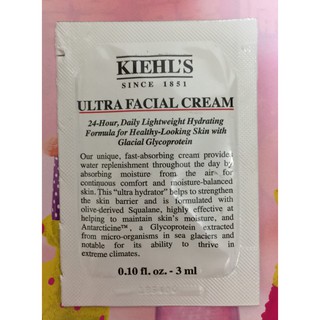 KIEHL'S
SINCE 1851
ULTRA FACIAL CREAM
24-Hour, Daily Lightweight Hydrating
Formula for Healthy-Looking Skin with
Glacial Glycoprotein
Our unique, fast-absorbing cream provides
water replenishment throughout the day by
absorbing moisture from the air for
continuous comfort and moisture-balanced
skin. This "ultra hydrator" helps to strengthen
the skin barrier and is formulated with
olive-derived Squalane, highly effective at
helping to maintain skin's moisture, and
Antarcticine™, a Glycoprotein extracted
from micro-organisms in sea glaciers and
notable for its ability to thrive in
extreme climates.
0.10 fl. oz. - 3 ml